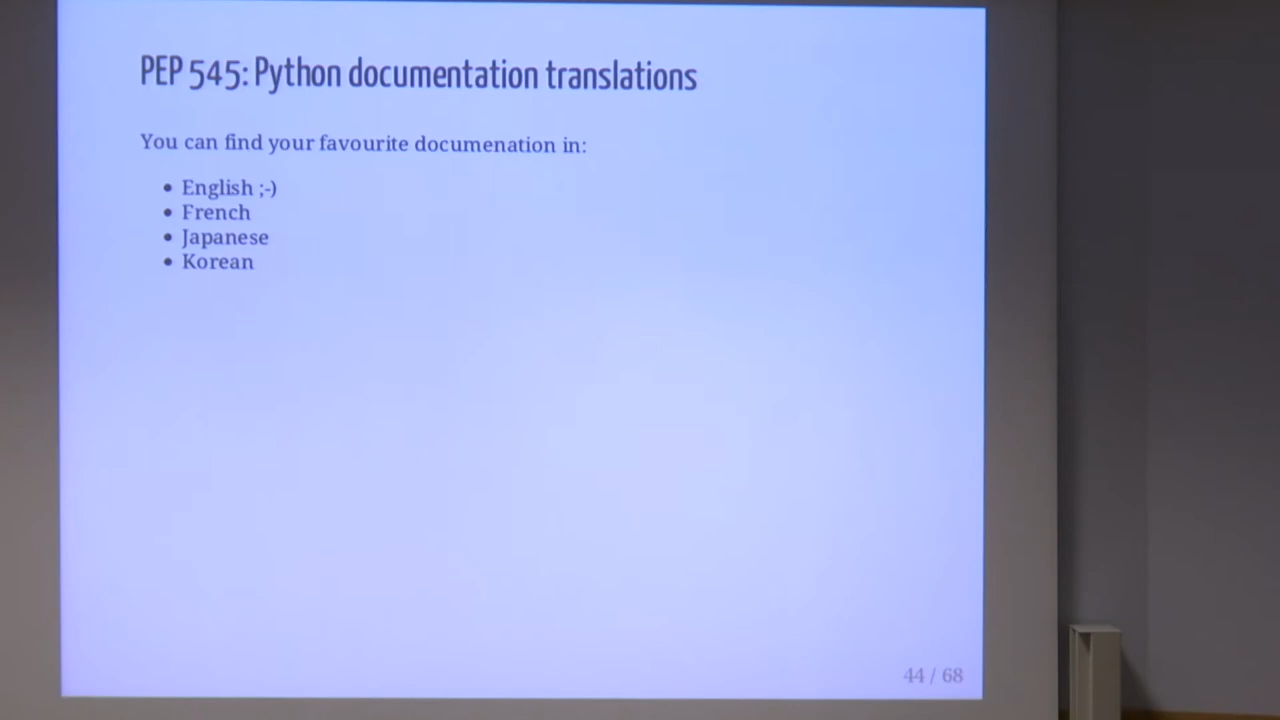 PEP 545: Python documentation translations
You can find your favourite documenation in:
• English ;-)
• French
• Japanese
• Korean
44 / 68